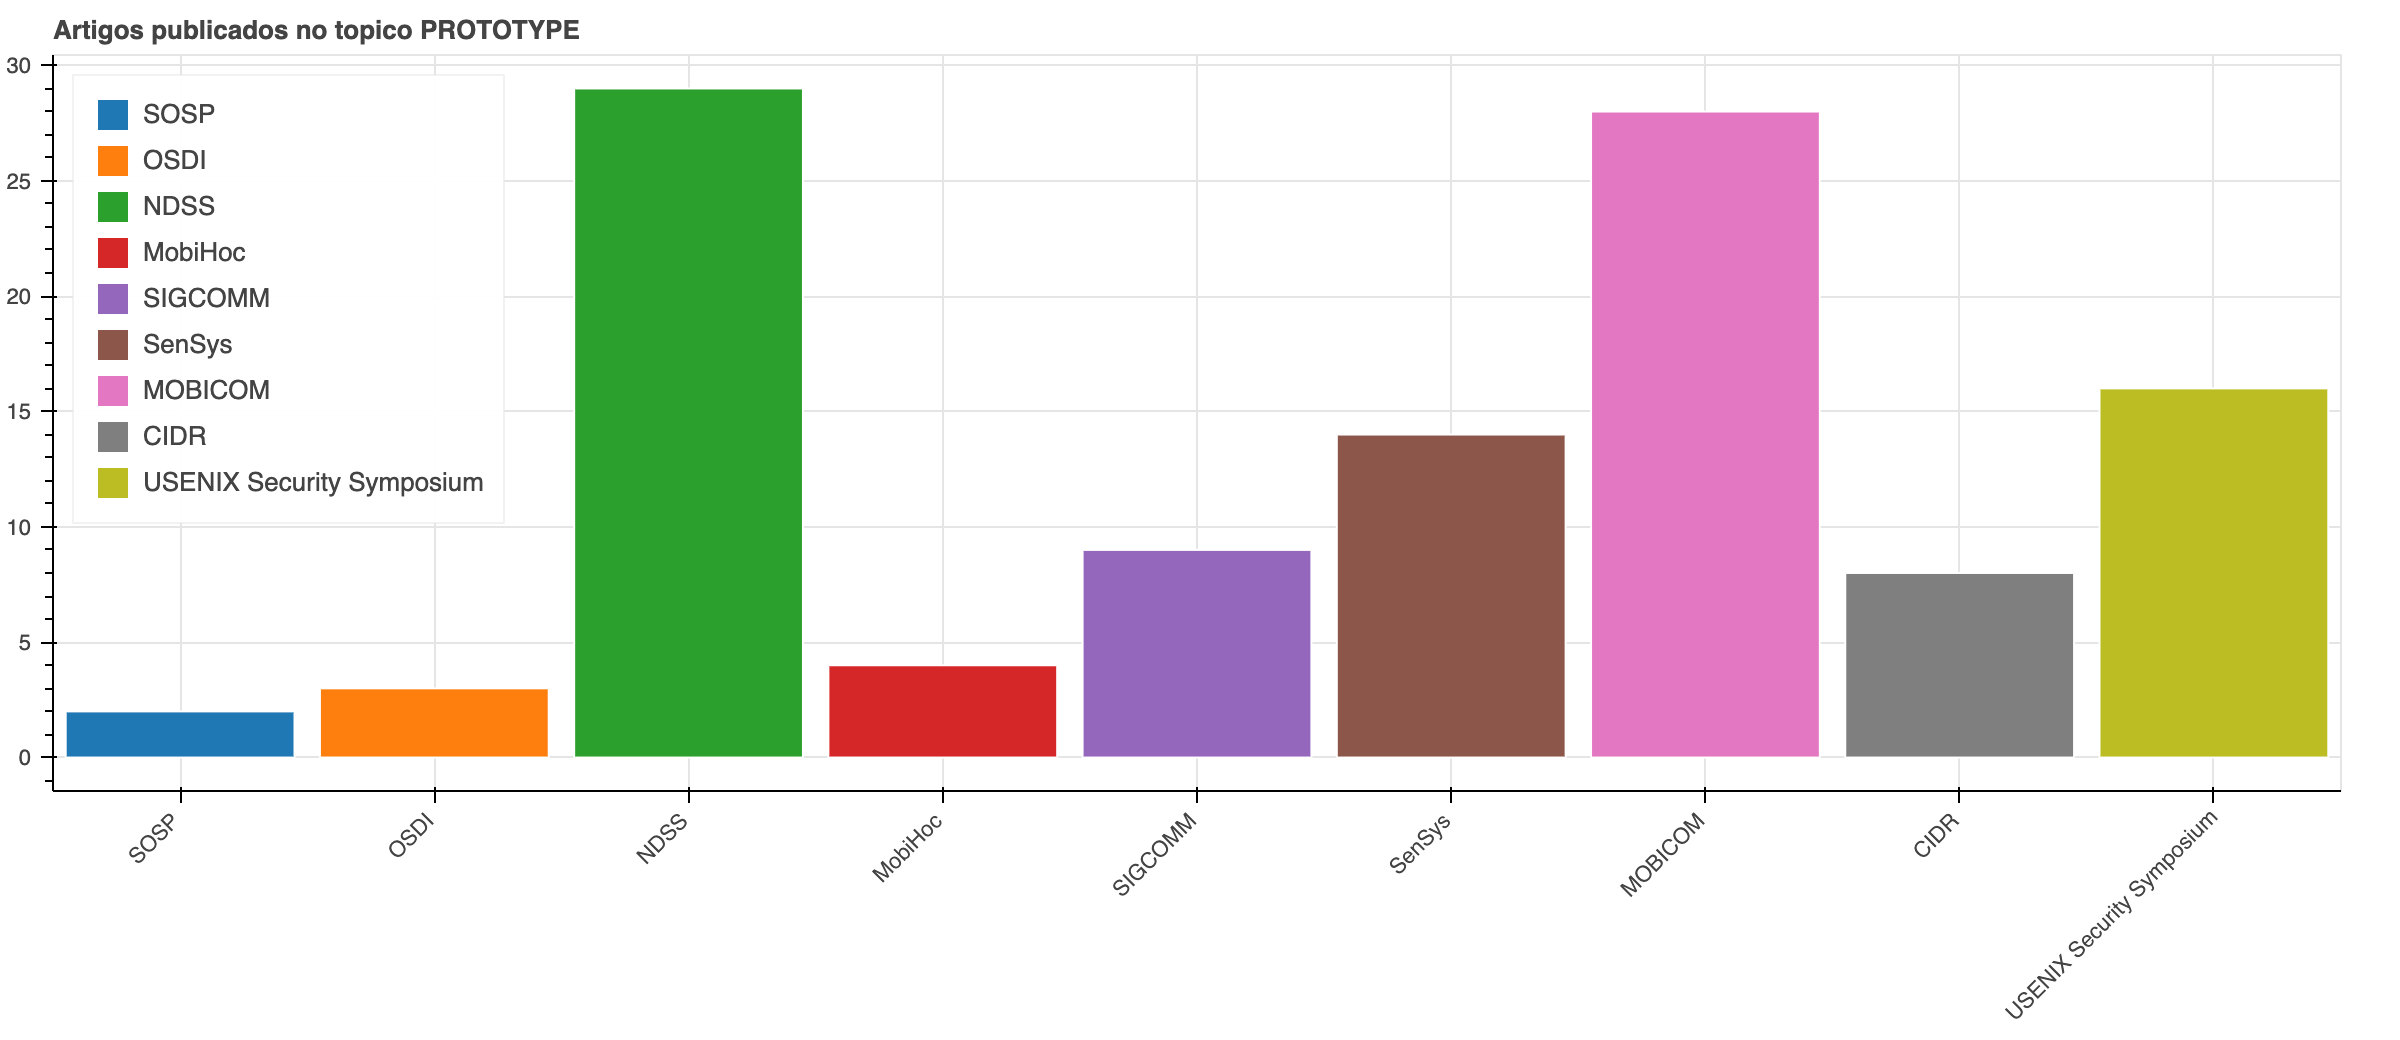 Artigos publicados no topico PROTOTYPE
30
25
20
15
10
5
0
SOSP
OSDI
NDSS
MobiHoc
SIGCOMM
SenSys
MOBICOM
CIDR
USENIX Security Symposium
SOSP
OSDI
NDSS
MobiHoc
SIGCOMM
SenSys
MOBICOM
CIDR
USENIX Security Symposium